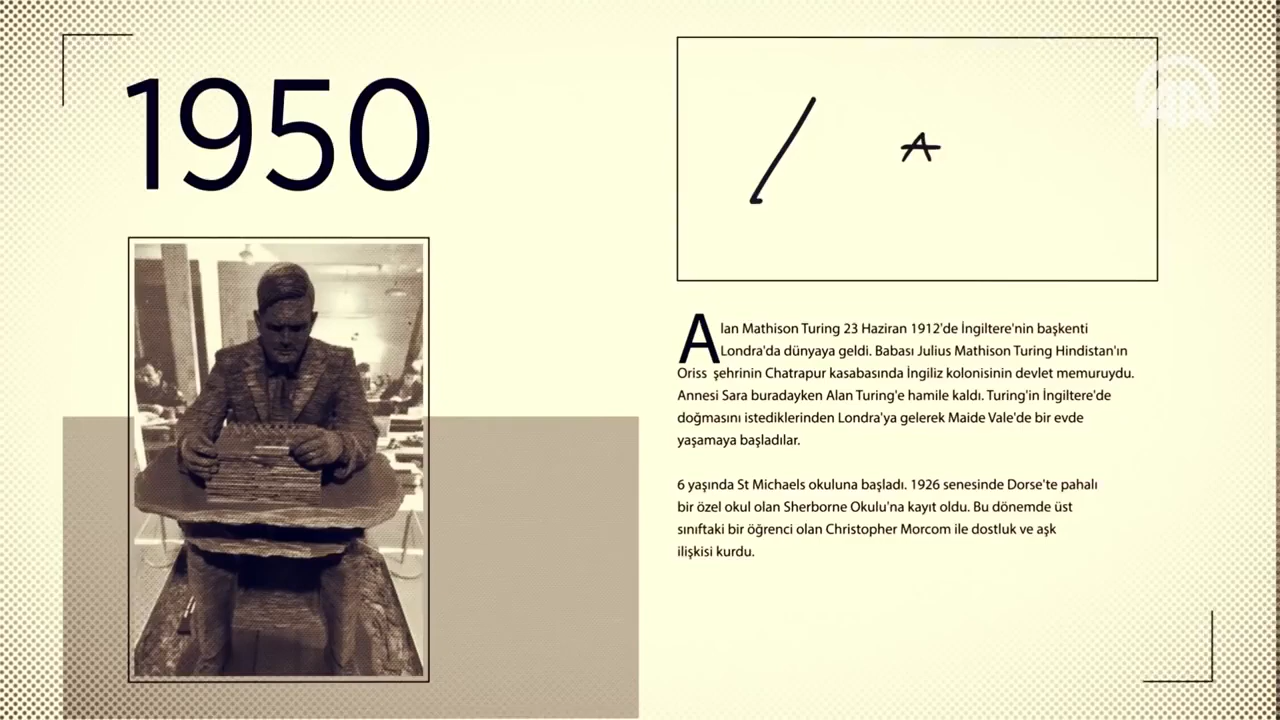 1950
Alan Mathison Turing 23 Haziran 1912'de İngiltere'nin başkenti
Londra'da dünyaya geldi. Babası Julius Mathison Turing Hindistan'ın
Oriss şehrinin Chatrapur kasabasında İngiliz kolonisinin devlet memuruydu.
Annesi Sara buradayken Alan Turing'e hamile kaldı. Turing'in İngiltere'de
doğmasını istediklerinden Londra'ya gelerek Maide Vale'de bir evde
yaşamaya başladılar.
6 yaşında St Michaels okuluna başladı. 1926 senesinde Dorse'te pahalı
bir özel okul olan Sherborne Okulu'na kayıt oldu. Bu dönemde üst
sınıftaki bir öğrenci olan Christopher Morcom ile dostluk ve aşk
ilişkisi kurdu.